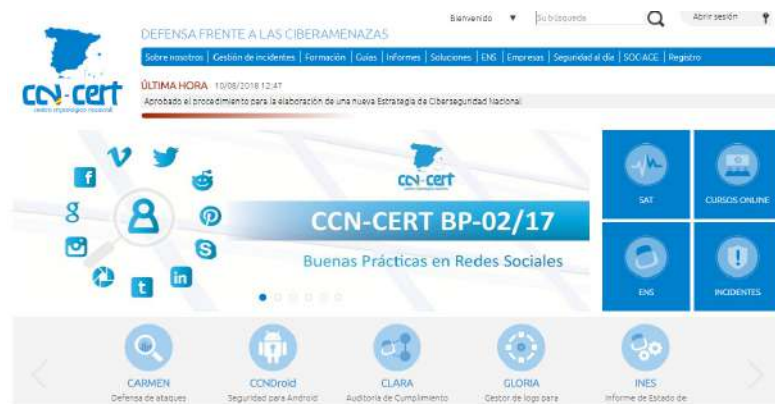 Bienvenido ▼ Su búsqueda Abrir sesión
DEFENSA FRENTE A LAS CIBERAMENAZAS
Sobre nosotros | Gestión de incidentes | Formación | Guías | Informes | Soluciones | ENS | Empresas | Seguridad al día | SOC-AGE | Registro
ccn-cert
centro criptológico nacional
ÚLTIMA HORA 10/08/2018 12:47
Aprobado el procedimiento para la elaboración de una nueva Estrategia de Ciberseguridad Nacional
ccn-cert
CCN-CERT BP-02/17
Buenas Prácticas en Redes Sociales
SAT
CURSOS ONLINE
ENS
INCIDENTES
CARMEN
Defensa de ataques
CCNDroid
Seguridad para Android
CLARA
Auditoría de Cumplimiento
GLORIA
Gestor de logs para
INES
Informe de Estado de